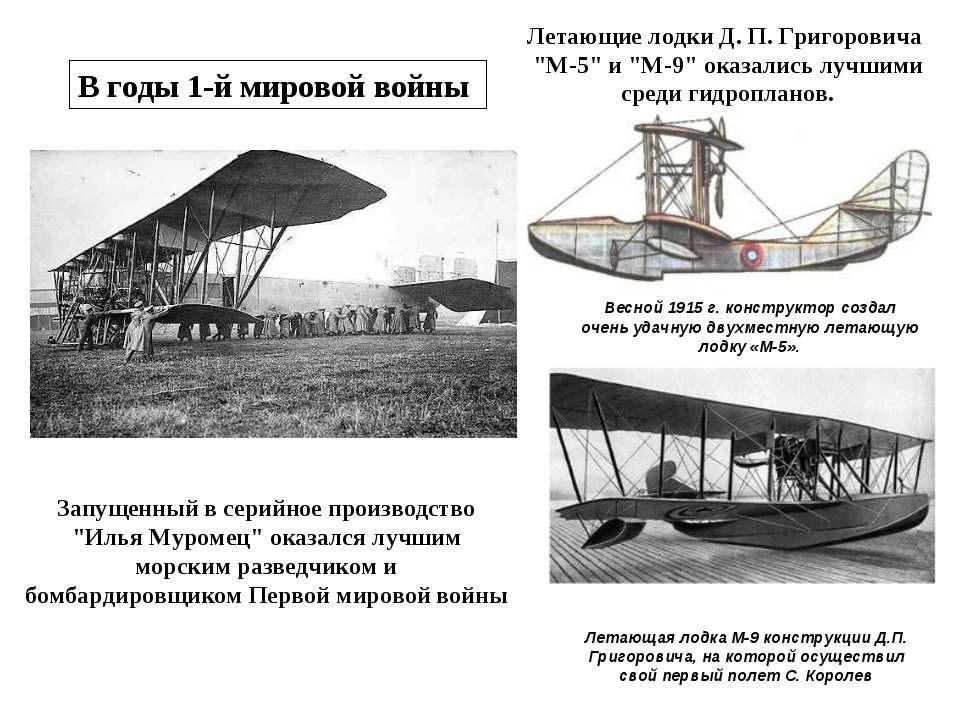 В годы 1-й мировой войны
Запущенный в серийное производство
"Илья Муромец" оказался лучшим
морским разведчиком и
бомбардировщиком Первой мировой войны
Летающие лодки Д. П. Григоровича
"М-5" и "М-9" оказались лучшими
среди гидропланов.
Весной 1915 г. конструктор создал
очень удачную двухместную летающую
лодку «М-5».
Летающая лодка М-9 конструкции Д.П.
Григоровича, на которой осуществил
свой первый полет С. Королев